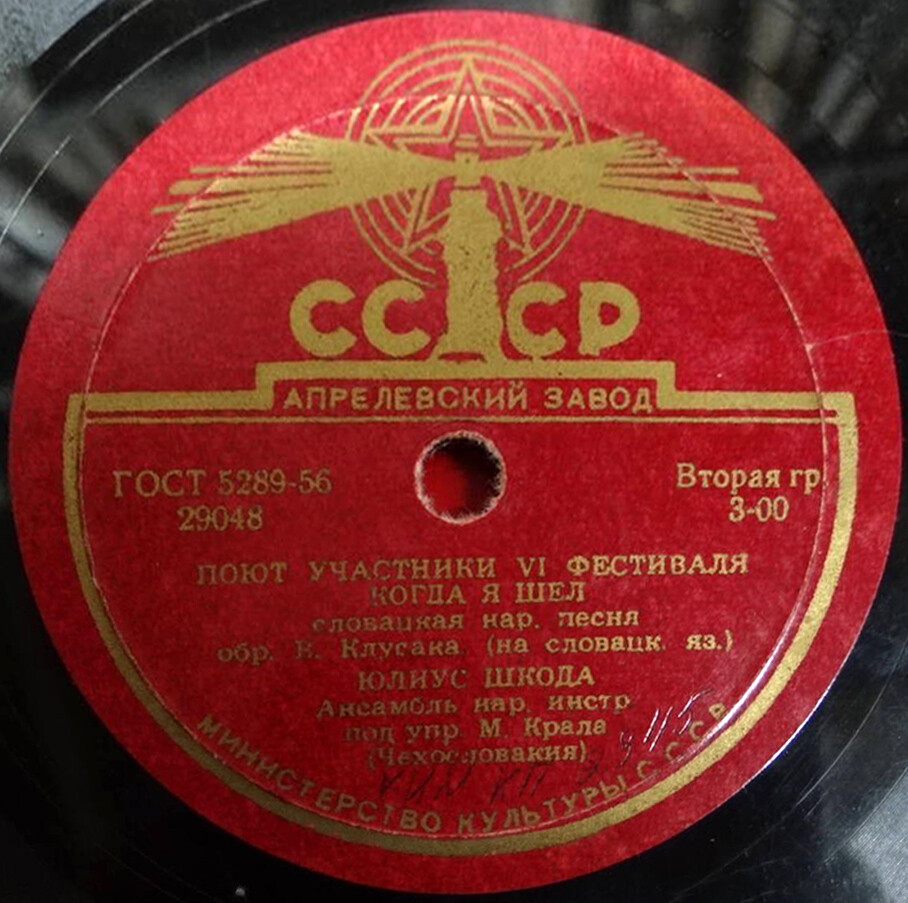 СССР
АПРЕЛЕВСКИЙ ЗАВОД
ГОСТ 5289-56
29048
Вторая гр.
3-00
ПОЮТ УЧАСТНИКИ VI ФЕСТИВАЛЯ
КОГДА Я ШЕЛ
словацкая нар. песня
обр. Клусака (на словацк. яз.)
ЮЛИУС ШКОДА
Ансамбль нар. инстр.
под упр. М. Крала
(Чехословакия)
МИНИСТЕРСТВО КУЛЬТУРЫ СССР